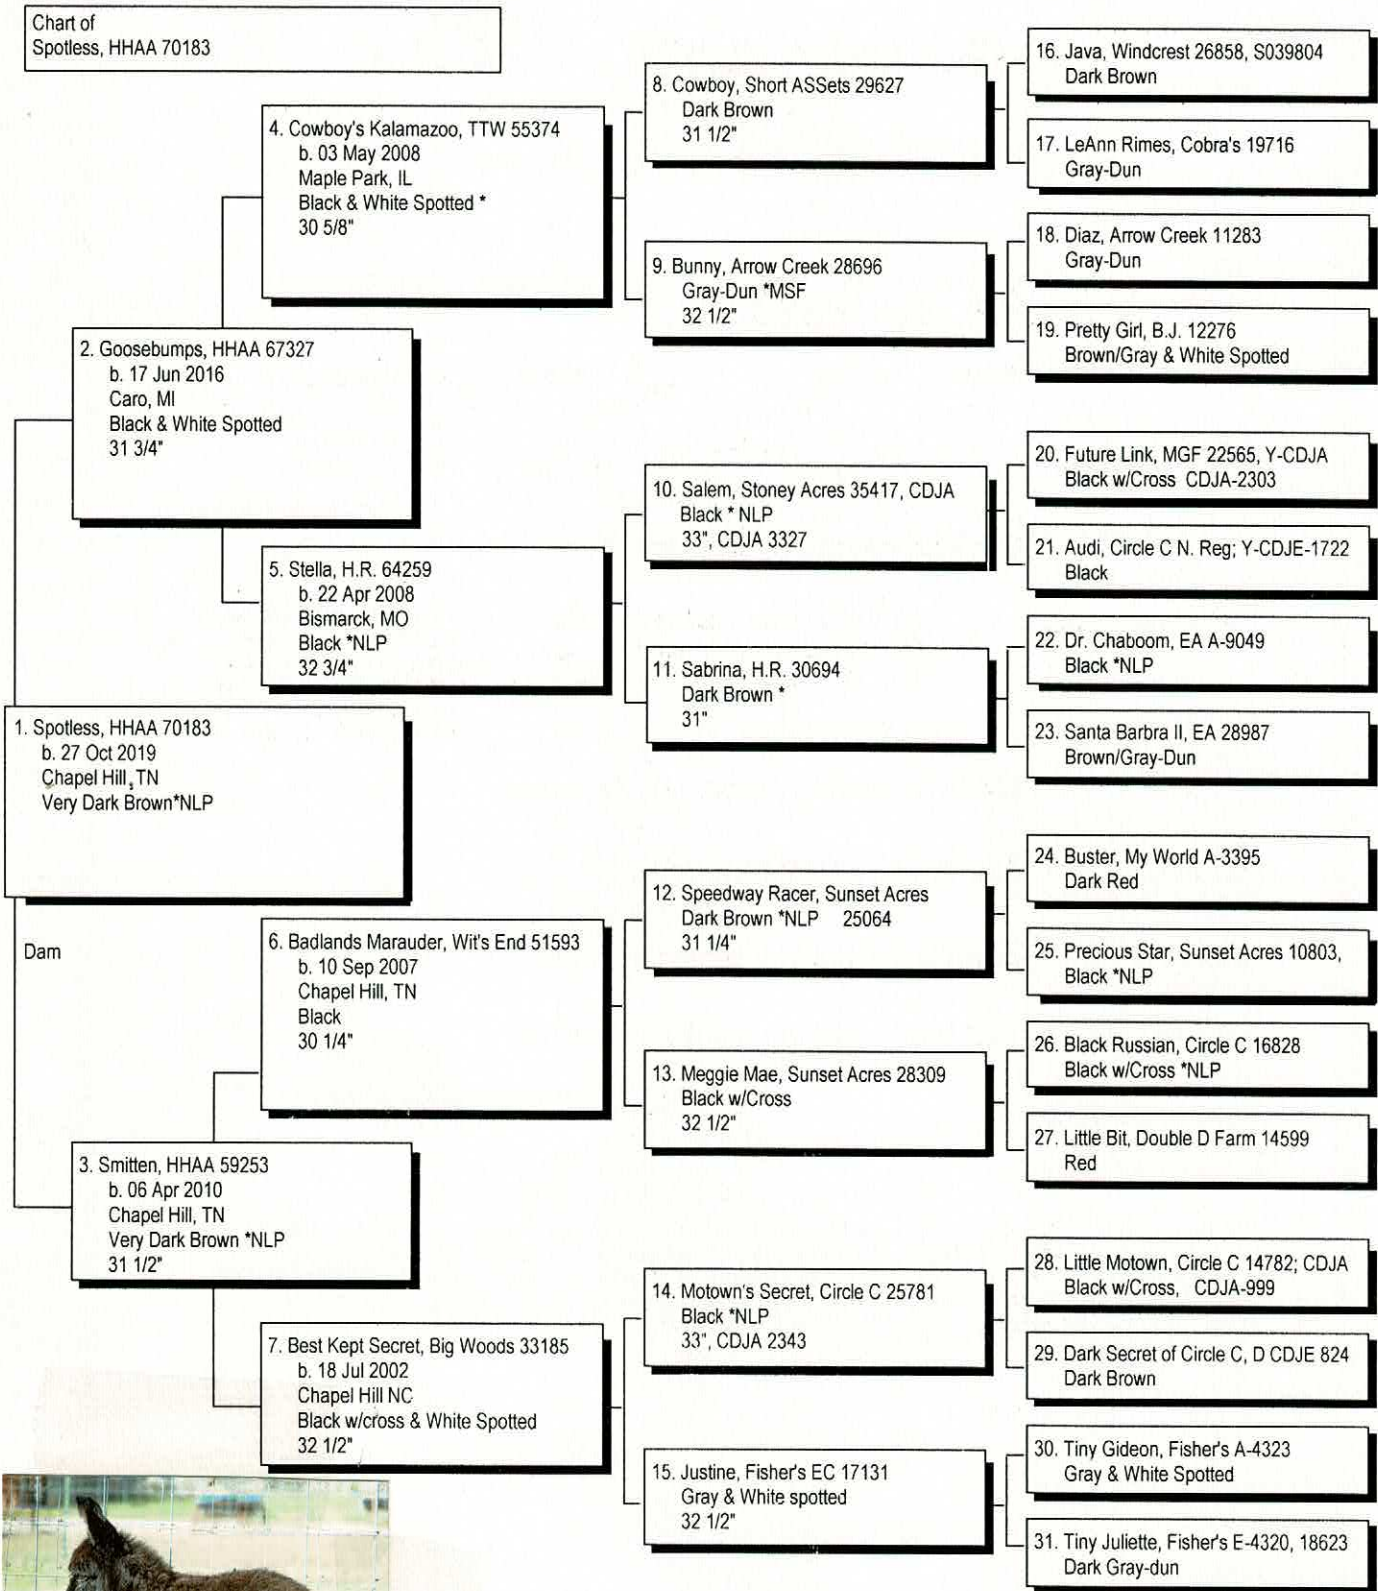 Chart of
Spotless, HHAA 70183
1. Spotless, HHAA 70183
b. 27 Oct 2019
Chapel Hill, TN
Very Dark Brown*NLP
Dam
2. Goosebumps, HHAA 67327
b. 17 Jun 2016
Caro, MI
Black & White Spotted
31 3/4"
3. Smitten, HHAA 59253
b. 06 Apr 2010
Chapel Hill, TN
Very Dark Brown *NLP
31 1/2"
4. Cowboy's Kalamazoo, TTW 55374
b. 03 May 2008
Maple Park, IL
Black & White Spotted *
30 5/8"
5. Stella, H.R. 64259
b. 22 Apr 2008
Bismarck, MO
Black *NLP
32 3/4"
6. Badlands Marauder, Wit's End 51593
b. 10 Sep 2007
Chapel Hill, TN
Black
30 1/4"
7. Best Kept Secret, Big Woods 33185
b. 18 Jul 2002
Chapel Hill NC
Black w/cross & White Spotted
32 1/2"
8. Cowboy, Short ASSets 29627
Dark Brown
31 1/2"
9. Bunny, Arrow Creek 28696
Gray-Dun *MSF
32 1/2"
10. Salem, Stoney Acres 35417, CDJA
Black * NLP
33", CDJA 3327
11. Sabrina, H.R. 30694
Dark Brown *
31"
12. Speedway Racer, Sunset Acres
Dark Brown *NLP 25064
31 1/4"
13. Meggie Mae, Sunset Acres 28309
Black w/Cross
32 1/2"
14. Motown's Secret, Circle C 25781
Black *NLP
33", CDJA 2343
15. Justine, Fisher's EC 17131
Gray & White spotted
32 1/2"
16. Java, Windcrest 26858, S039804
Dark Brown
17. LeAnn Rimes, Cobra's 19716
Gray-Dun
18. Diaz, Arrow Creek 11283
Gray-Dun
19. Pretty Girl, B.J. 12276
Brown/Gray & White Spotted
20. Future Link, MGF 22565, Y-CDJA
Black w/Cross CDJA-2303
21. Audi, Circle C N. Reg; Y-CDJE-1722
Black
22. Dr. Chaboom, EA A-9049
Black *NLP
23. Santa Barbra II, EA 28987
Brown/Gray-Dun
24. Buster, My World A-3395
Dark Red
25. Precious Star, Sunset Acres 10803,
Black *NLP
26. Black Russian, Circle C 16828
Black w/Cross *NLP
27. Little Bit, Double D Farm 14599
Red
28. Little Motown, Circle C 14782; CDJA
Black w/Cross, CDJA-999
29. Dark Secret of Circle C, D CDJE 824
Dark Brown
30. Tiny Gideon, Fisher's A-4323
Gray & White Spotted
31. Tiny Juliette, Fisher's E-4320, 18623
Dark Gray-dun